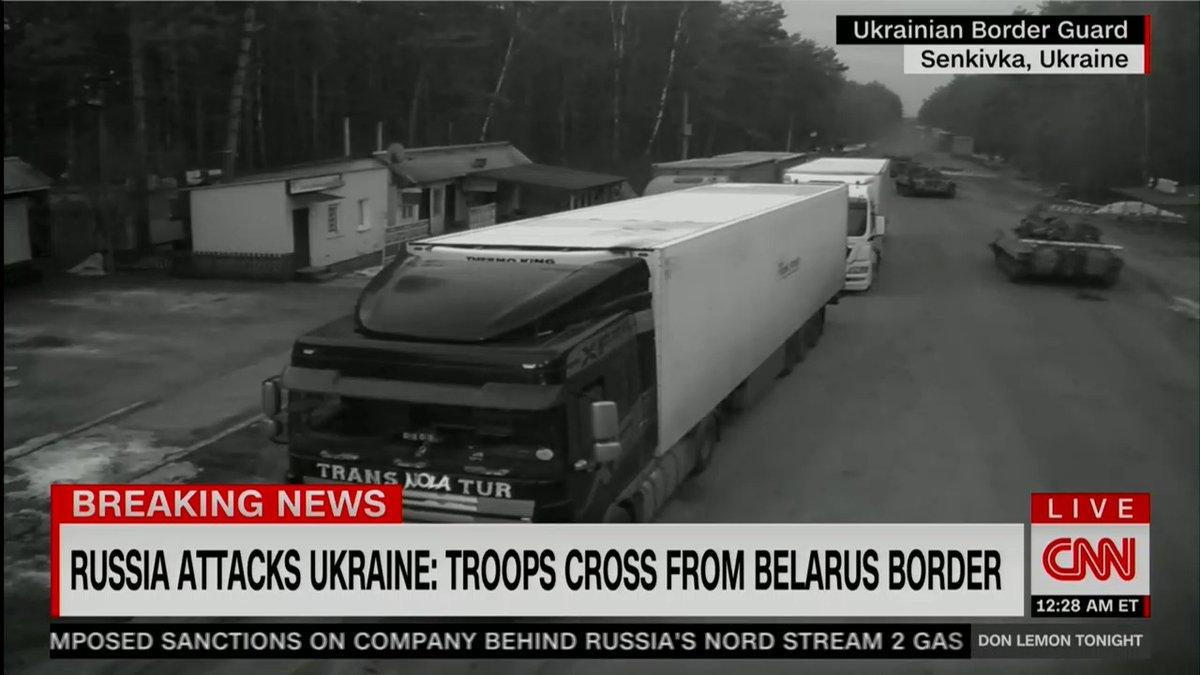 Ukrainian Border Guard
Senkivka, Ukraine
THERMO KING
XF
TRANS NOLA TUR
BREAKING NEWS
RUSSIA ATTACKS UKRAINE: TROOPS CROSS FROM BELARUS BORDER
LIVE
CNN
12:28 AM ET
MPOSED SANCTIONS ON COMPANY BEHIND RUSSIA'S NORD STREAM 2 GAS
DON LEMON TONIGHT